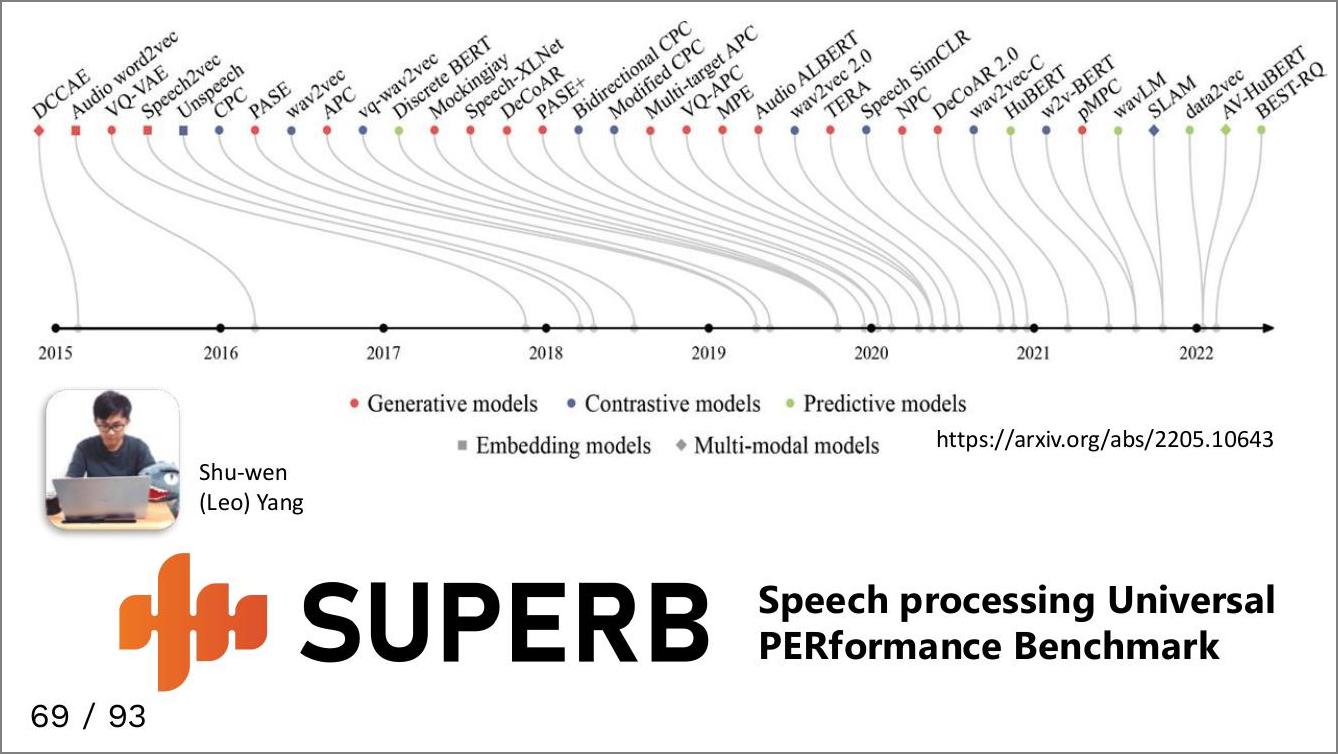 DCCAE
Audio word2vec
VQ-VAE
Speech2vec
Unspeech
CPC
PASE
wav2vec
APC
vq-wav2vec
Discrete BERT
Mockingjay
Speech-XLNet
DeCoAR
PASE+
Bidirectional CPC
Modified CPC
Multi-target APC
VQ-APC
MPE
Audio ALBERT
wav2vec 2.0
TERA
Speech SimCLR
NPC
DeCoAR 2.0
wav2vec-C
HuBERT
w2v-BERT
pMPC
wavLM
SLAM
data2vec
AV-HuBERT
BEST-RQ
2015 2016 2017 2018 2019 2020 2021 2022
Generative models Contrastive models Predictive models
Embedding models Multi-modal models
https://arxiv.org/abs/2205.10643
Shu-wen
(Leo) Yang
SUPERB
Speech processing Universal
PERformance Benchmark
69 / 93